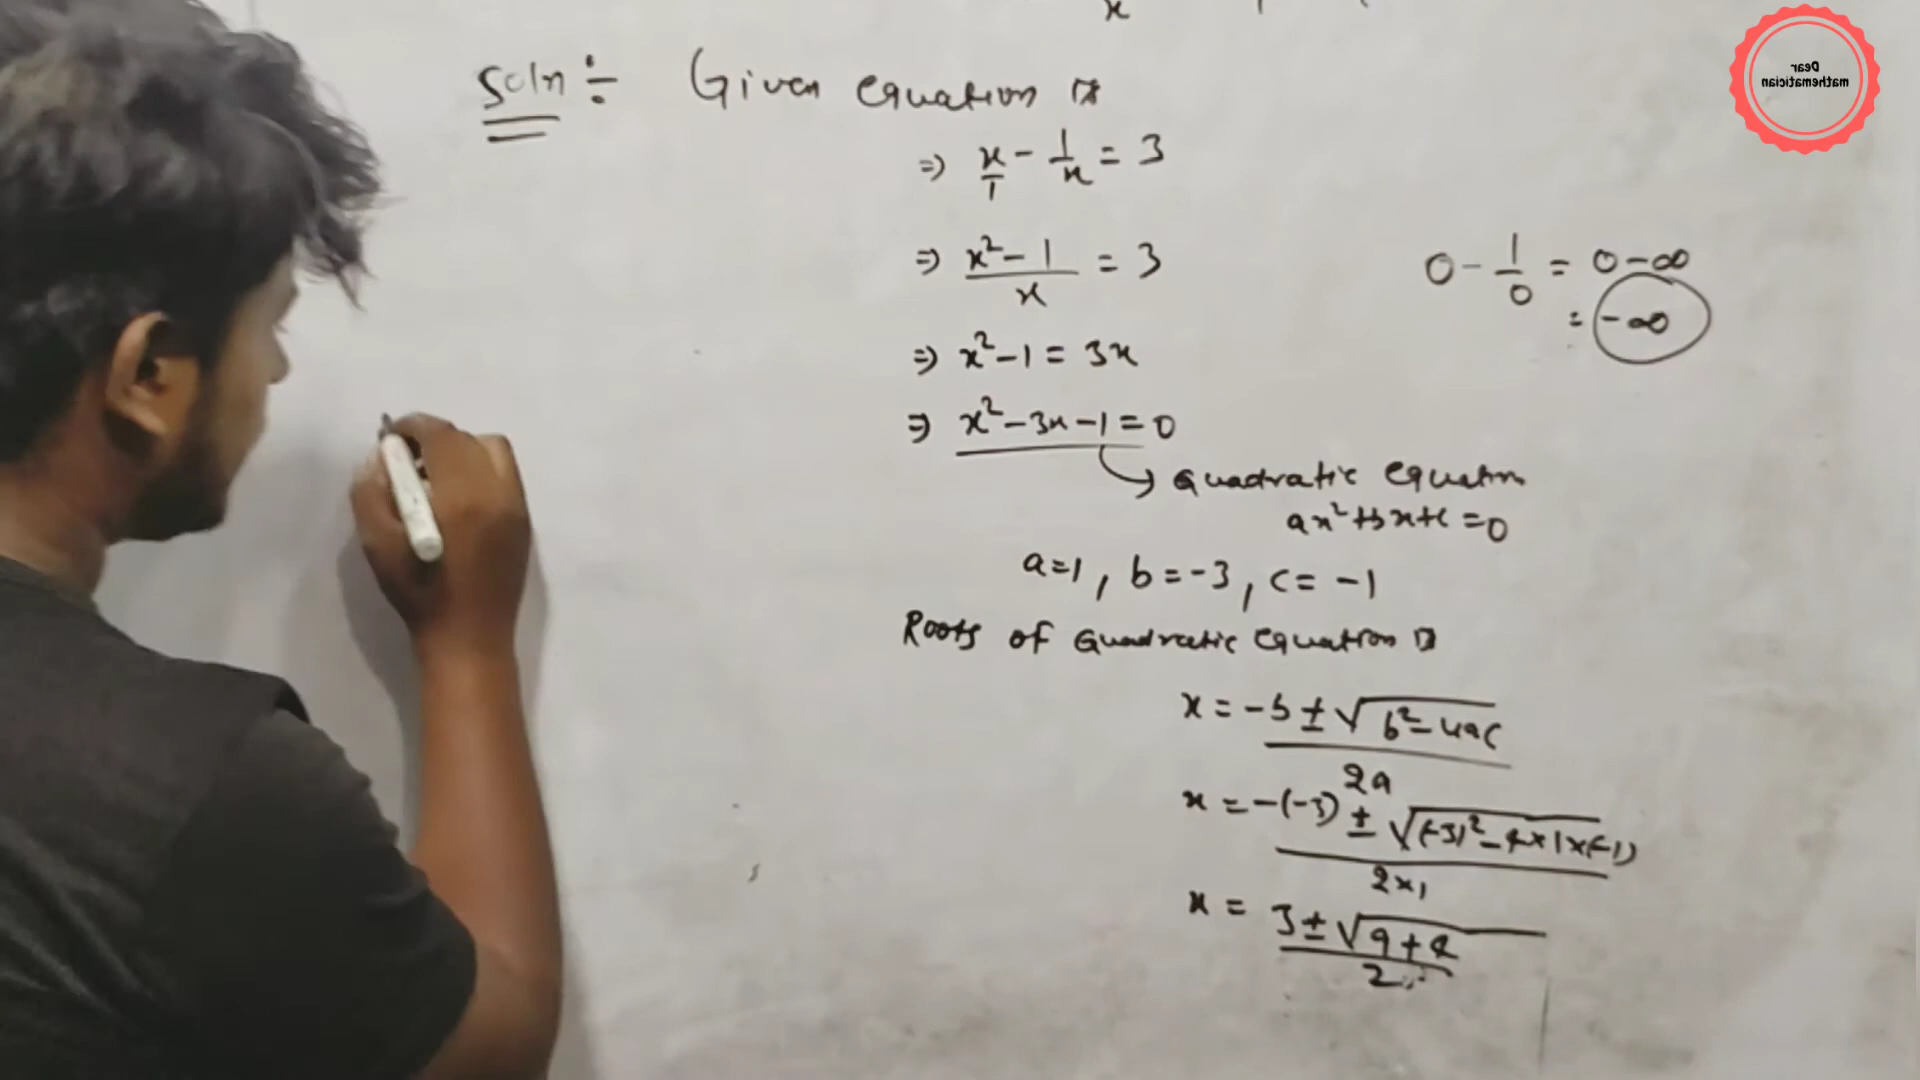 x
Soln ÷ Given equation is
⇒ x/1 - 1/x = 3
⇒ x² - 1 / x = 3
0 - 1/0 = 0 - ∞
= -∞
⇒ x² - 1 = 3x
⇒ x² - 3x - 1 = 0
→ Quadratic equation
ax² + bx + c = 0
a = 1, b = -3, c = -1
Roots of Quadratic equation is
x = -b ± √b² - 4ac / 2a
x = -(-3) ± √(-3)² - 4×1×(-1) / 2×1
x = 3 ± √9 + 4 / 2
Dear
mathematician